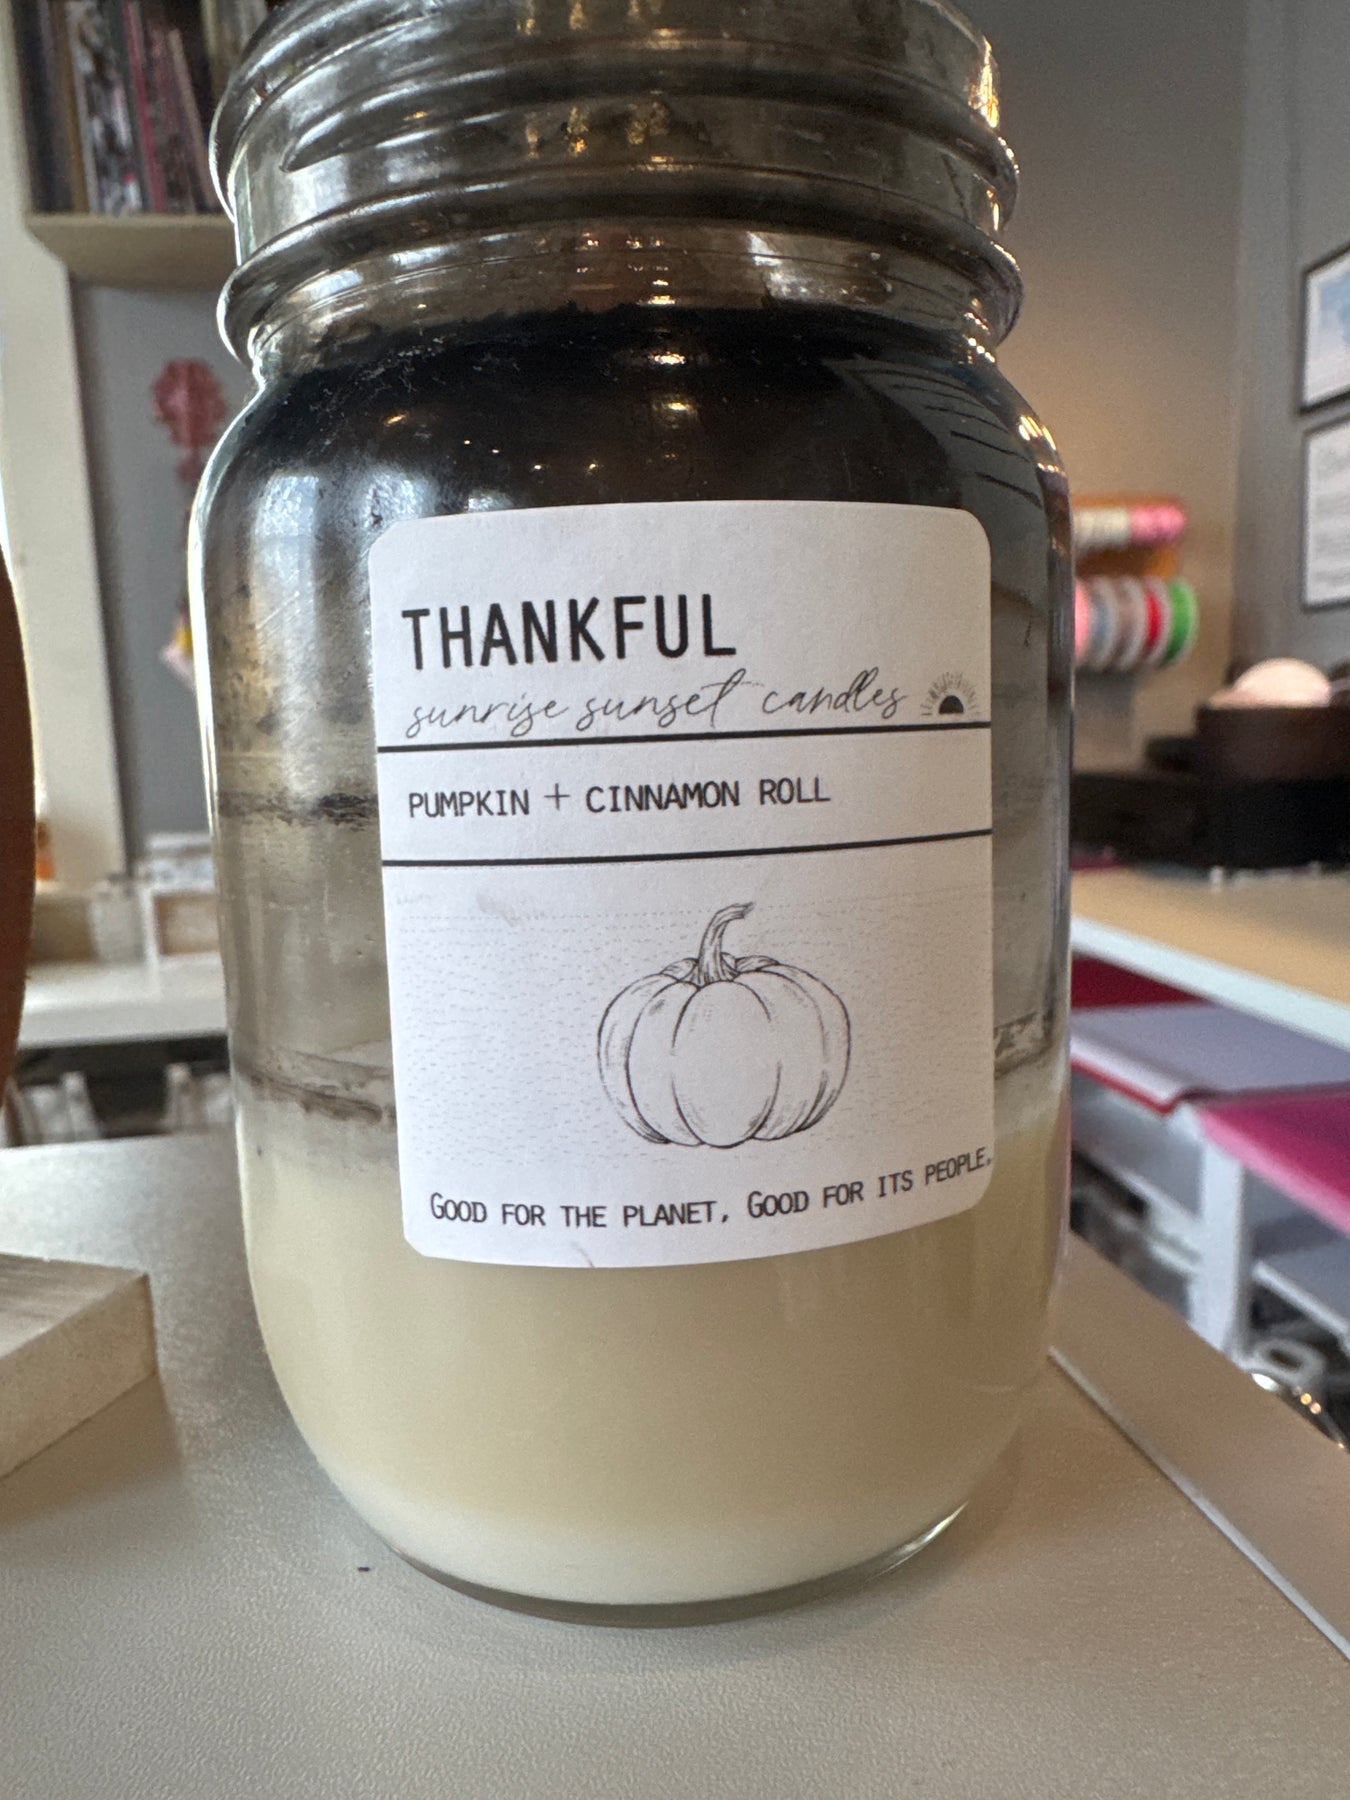 THANKFUL
sunrise sunset candles
PUMPKIN + CINNAMON ROLL
GOOD FOR THE PLANET, GOOD FOR ITS PEOPLE.